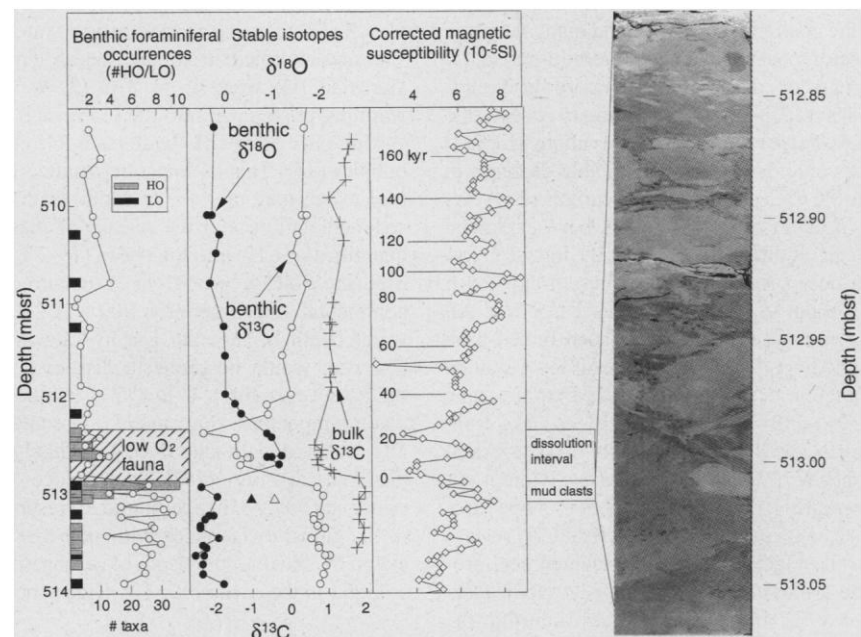 Benthic foraminiferal
occurrences
(#HO/LO)
Stable isotopes
δ18O
Corrected magnetic
susceptibility (10-5SI)
2 4 6 8 10
0 -1 -2
4 6 8
benthic
δ18O
HO
LO
benthic
δ13C
bulk
δ13C
low O2
fauna
160 kyr
140
120
100
80
60
40
20
0
Depth (mbsf)
510
511
512
513
514
10 20 30
# taxa
-2 -1 0 1 2
δ13C
dissolution
interval
mud clasts
512.85
512.90
512.95
513.00
513.05
Depth (mbsf)